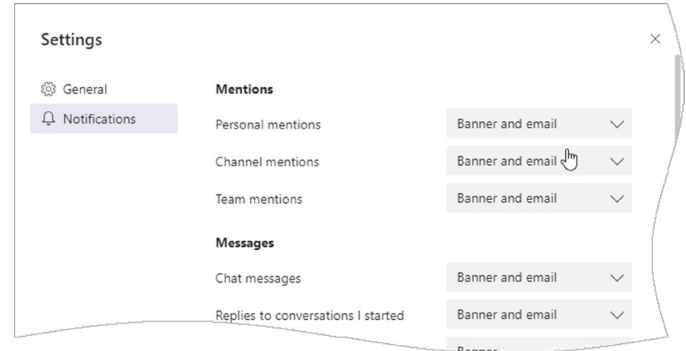 Settings
General
Notifications
Mentions
Personal mentions Banner and email
Channel mentions Banner and email
Team mentions Banner and email
Messages
Chat messages Banner and email
Replies to conversations I started Banner and email
Banner